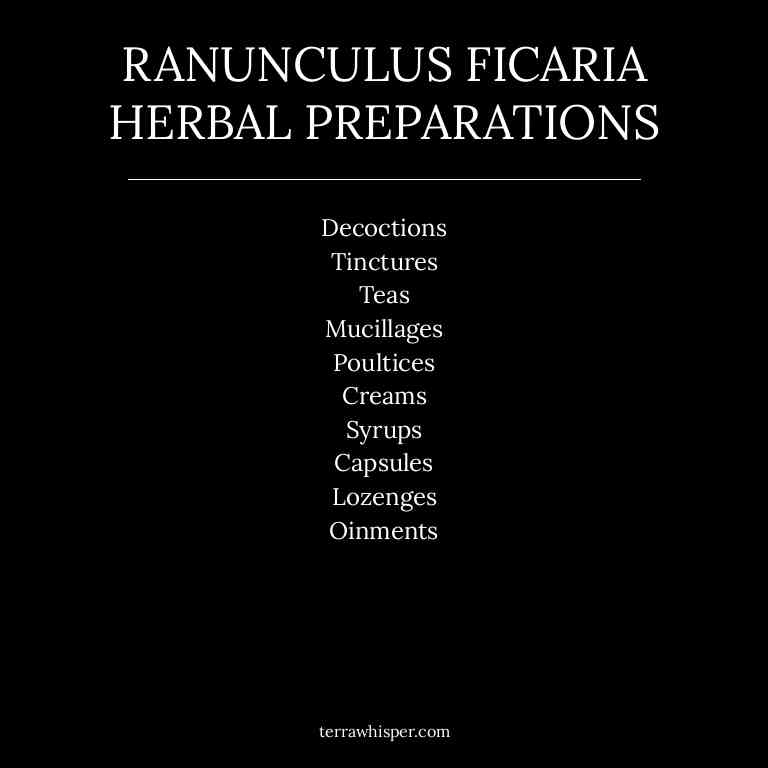 RANUNCULUS FICARIA
HERBAL PREPARATIONS
Decoctions
Tinctures
Teas
Mucillages
Poultices
Creams
Syrups
Capsules
Lozenges
Oinments
terrawhisper.com